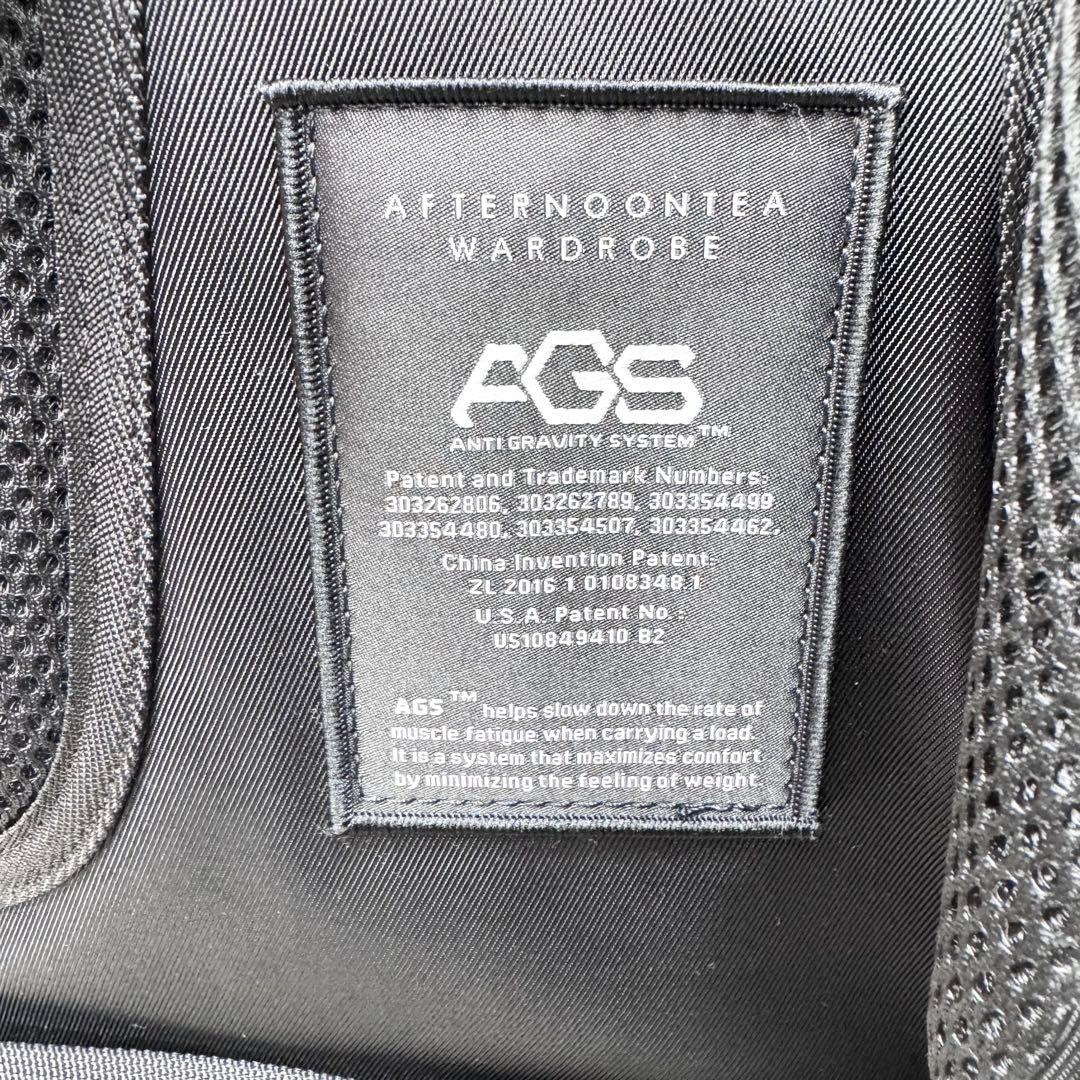 AFTERNOONTEA
WARDROBE
AGS
ANTI GRAVITY SYSTEM™
Patent and Trademark Numbers:
303262806, 303262789, 303354499
303354480, 303354507, 303354462,
China Invention Patent:
ZL 2016 1 0108348.1
U.S.A. Patent No.:
US10849410 B2
AGS™ helps slow down the rate of
muscle fatigue when carrying a load.
It is a system that maximizes comfort
by minimizing the feeling of weight.